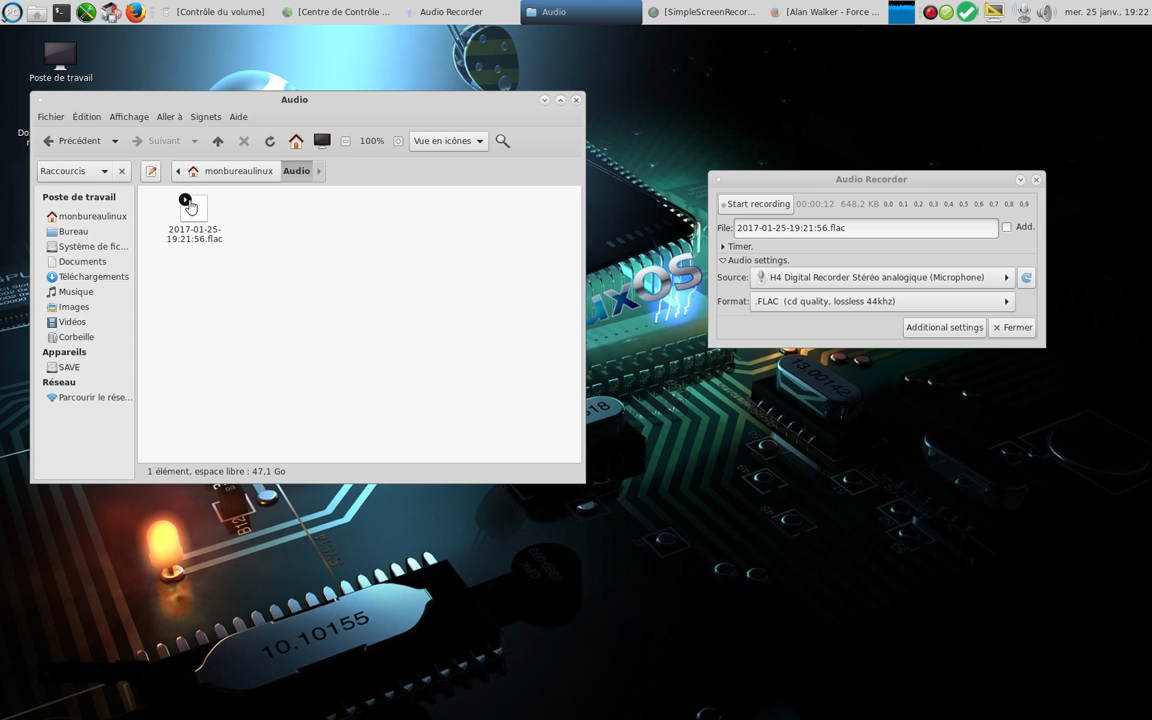 [Contrôle du volume]
[Centre de Contrôle ...
Audio Recorder
Audio
[SimpleScreenRecor...
[Alan Walker - Force ...
mer. 25 janv., 19:22
Poste de travail
Audio
Fichier Édition Affichage Aller à Signets Aide
Précédent Suivant 100% Vue en icônes
Raccourcis monbureaulinux Audio
Poste de travail
monbureaulinux
Bureau
Système de fic...
Documents
Téléchargements
Musique
Images
Vidéos
Corbeille
Appareils
SAVE
Réseau
Parcourir le rése...
2017-01-25-
19:21:56.flac
1 élément, espace libre : 47,1 Go
Audio Recorder
Start recording 00:00:12 648,2 KB 0,0 0,1 0,2 0,3 0,4 0,5 0,6 0,7 0,8 0,9
File: 2017-01-25-19:21:56.flac Add.
Timer.
Audio settings.
Source: H4 Digital Recorder Stéréo analogique (Microphone)
Format: .FLAC (cd quality, lossless 44khz)
Additional settings Fermer
xOS
13.00142
318
B12
10.10155